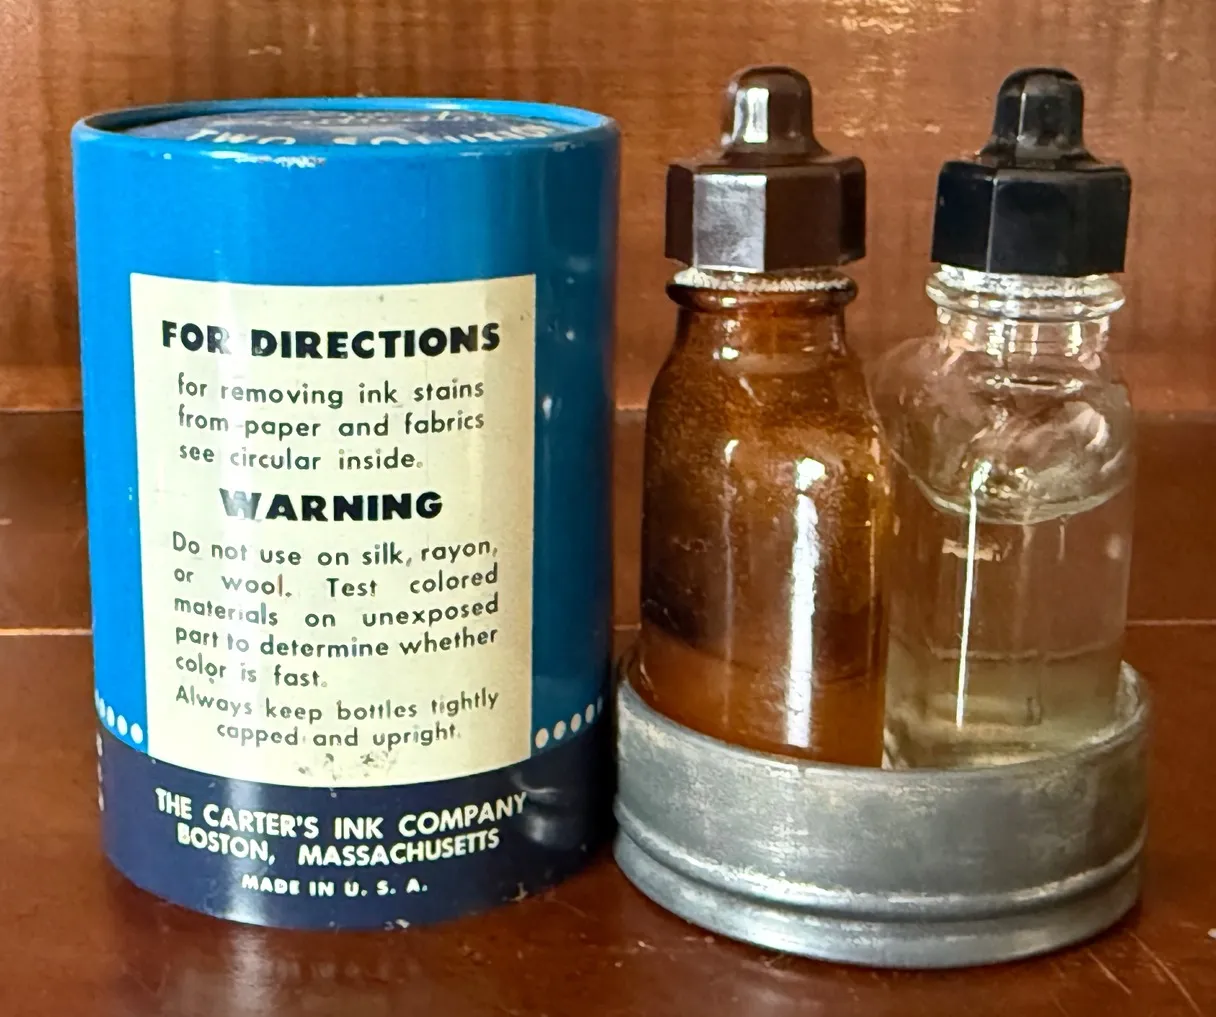 TWO SOLUTION
FOR DIRECTIONS
for removing ink stains
from paper and fabrics
see circular inside.
WARNING
Do not use on silk, rayon,
or wool. Test colored
materials on unexposed
part to determine whether
color is fast.
Always keep bottles tightly
capped and upright.
THE CARTER'S INK COMPANY
BOSTON, MASSACHUSETTS
MADE IN U. S. A.